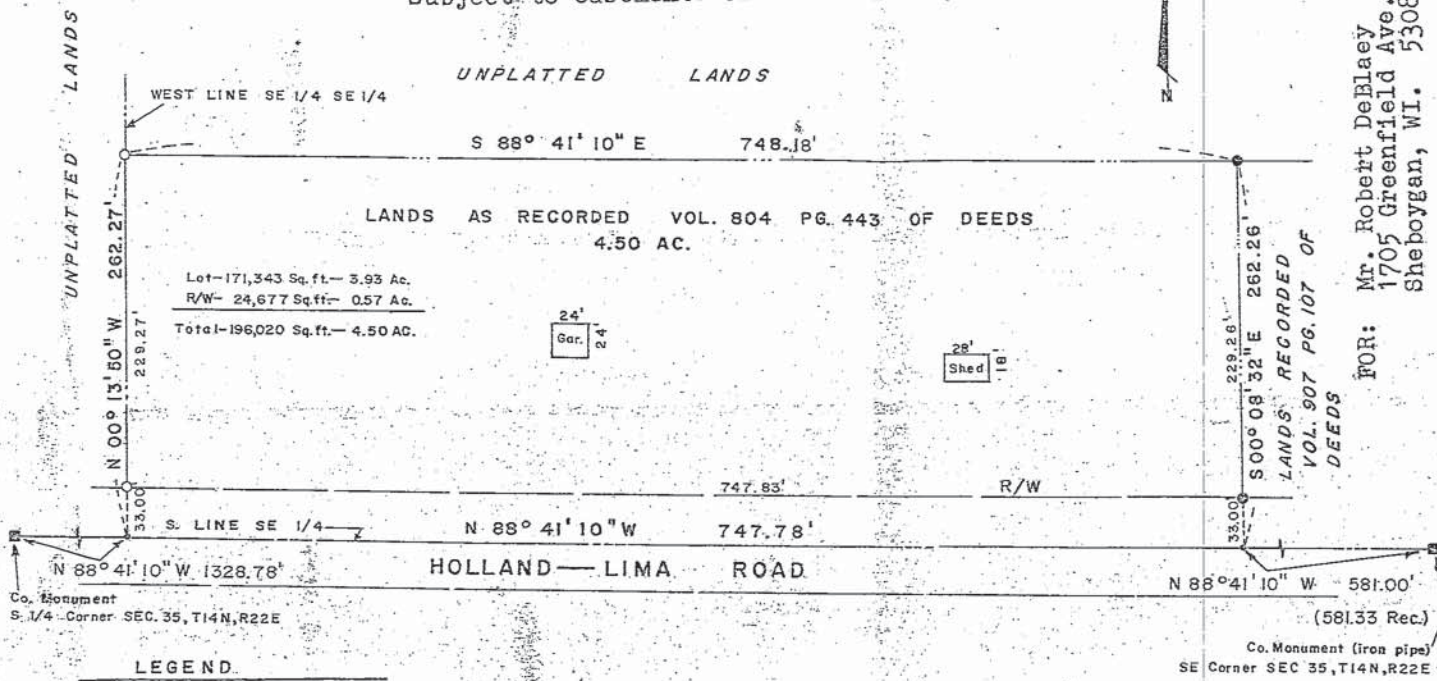 UNPLATTED LANDS
UNPLATTED LANDS
N
WEST LINE SE 1/4 SE 1/4
S 88° 41' 10" E 748.18'
LANDS AS RECORDED VOL. 804 PG. 443 OF DEEDS
4.50 AC.
Lot-171,343 Sq.ft.- 3.93 Ac.
R/W- 24,677 Sq.ft.- 0.57 Ac.
Total-196,020 Sq.ft.- 4.50 AC.
N 00° 13' 50" W 262.27'
229.27'
33.00
24'
Gar.
24'
28'
Shed
18'
229.26'
S 00° 08' 32" E 262.26'
33.00
LANDS RECORDED
VOL. 907 PG. 107 OF
DEEDS
FOR: Mr. Robert DeBlaey
1705 Greenfield Ave.
Sheboygan, WI.
747.83'
R/W
S. LINE SE 1/4
N 88° 41' 10" W 747.78'
N 88° 41' 10" W 1328.78'
HOLLAND — LIMA ROAD
N 88° 41' 10" W 581.00'
(581.33 Rec.)
Co. Monument
S 1/4 Corner SEC. 35, T14N, R22E
Co. Monument (iron pipe)
SE Corner SEC 35, T14N, R22E
LEGEND